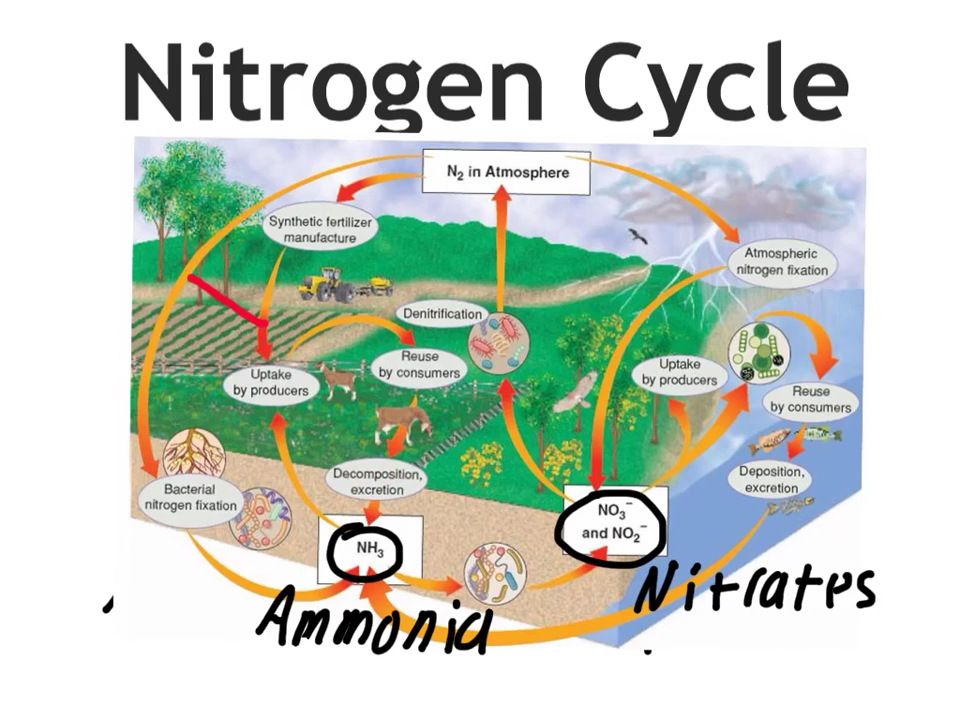 Nitrogen Cycle
N₂ in Atmosphere
Synthetic fertilizer
manufacture
Atmospheric
nitrogen fixation
Denitrification
Reuse
by consumers
Uptake
by producers
Uptake
by producers
Reuse
by consumers
Decomposition,
excretion
Deposition,
excretion
Bacterial
nitrogen fixation
NO₃⁻
and NO₂⁻
NH₃
Nitrates
Ammonia